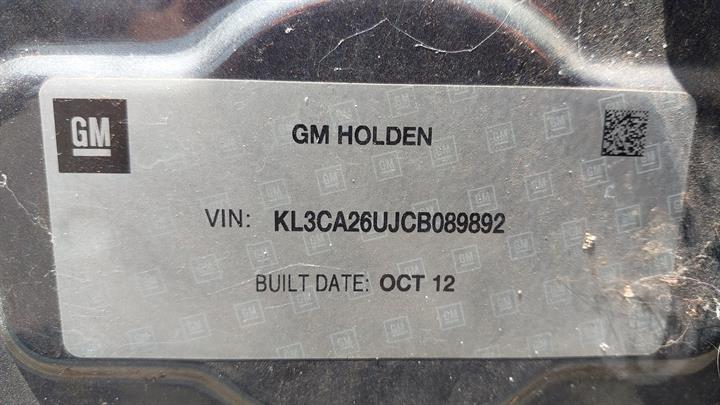 GM
GM HOLDEN
VIN: KL3CA26UJCB089892
BUILT DATE: OCT 12